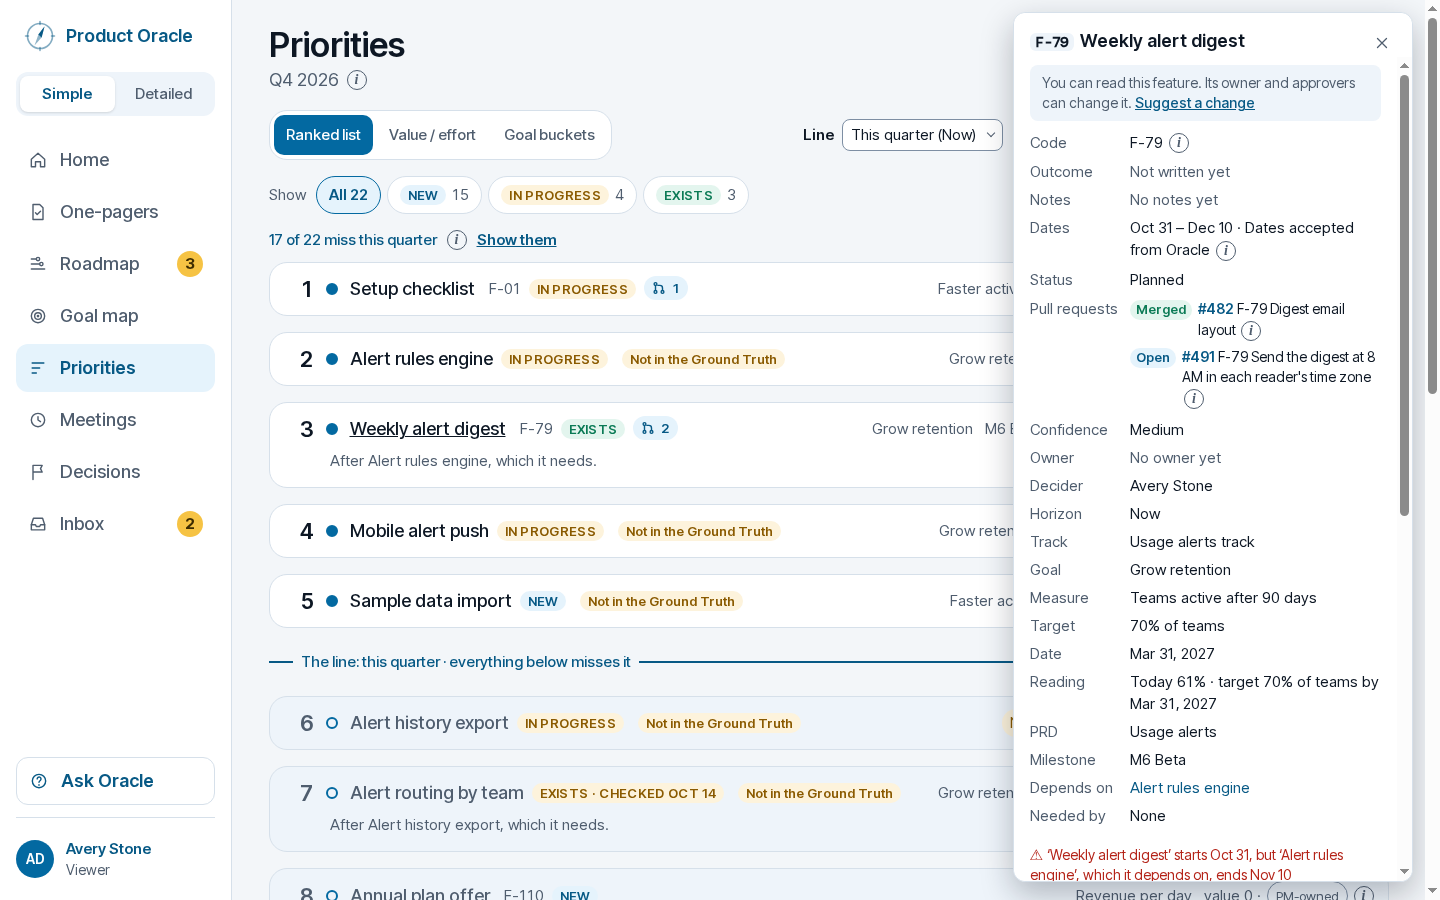 Product Oracle
Simple
Detailed
Home
One-pagers
Roadmap
3
Goal map
Priorities
Meetings
Decisions
Inbox
2
Ask Oracle
AD
Avery Stone
Viewer
Priorities
Q4 2026
i
Ranked list
Value / effort
Goal buckets
Line
This quarter (Now)
Show
All 22
NEW 15
IN PROGRESS 4
EXISTS 3
17 of 22 miss this quarter i Show them
1 Setup checklist F-01 IN PROGRESS 1
2 Alert rules engine IN PROGRESS Not in the Ground Truth
3 Weekly alert digest F-79 EXISTS 2 Grow retention
After Alert rules engine, which it needs.
4 Mobile alert push IN PROGRESS Not in the Ground Truth
5 Sample data import NEW Not in the Ground Truth
The line: this quarter · everything below misses it
6 Alert history export IN PROGRESS Not in the Ground Truth
7 Alert routing by team EXISTS · CHECKED OCT 14 Not in the Ground Truth
After Alert history export, which it needs.
8 Annual plan offer F-110 NEW Revenue per day value 0 · PM-owned i
F-79 Weekly alert digest
You can read this feature. Its owner and approvers
can change it. Suggest a change
Code F-79 i
Outcome Not written yet
Notes No notes yet
Dates Oct 31 – Dec 10 · Dates accepted
from Oracle i
Status Planned
Pull requests Merged #482 F-79 Digest email
layout i
Open #491 F-79 Send the digest at 8
AM in each reader's time zone
i
Confidence Medium
Owner No owner yet
Decider Avery Stone
Horizon Now
Track Usage alerts track
Goal Grow retention
Measure Teams active after 90 days
Target 70% of teams
Date Mar 31, 2027
Reading Today 61% · target 70% of teams by
Mar 31, 2027
PRD Usage alerts
Milestone M6 Beta
Depends on Alert rules engine
Needed by None
⚠ ‘Weekly alert digest’ starts Oct 31, but ‘Alert rules
engine’, which it depends on, ends Nov 10